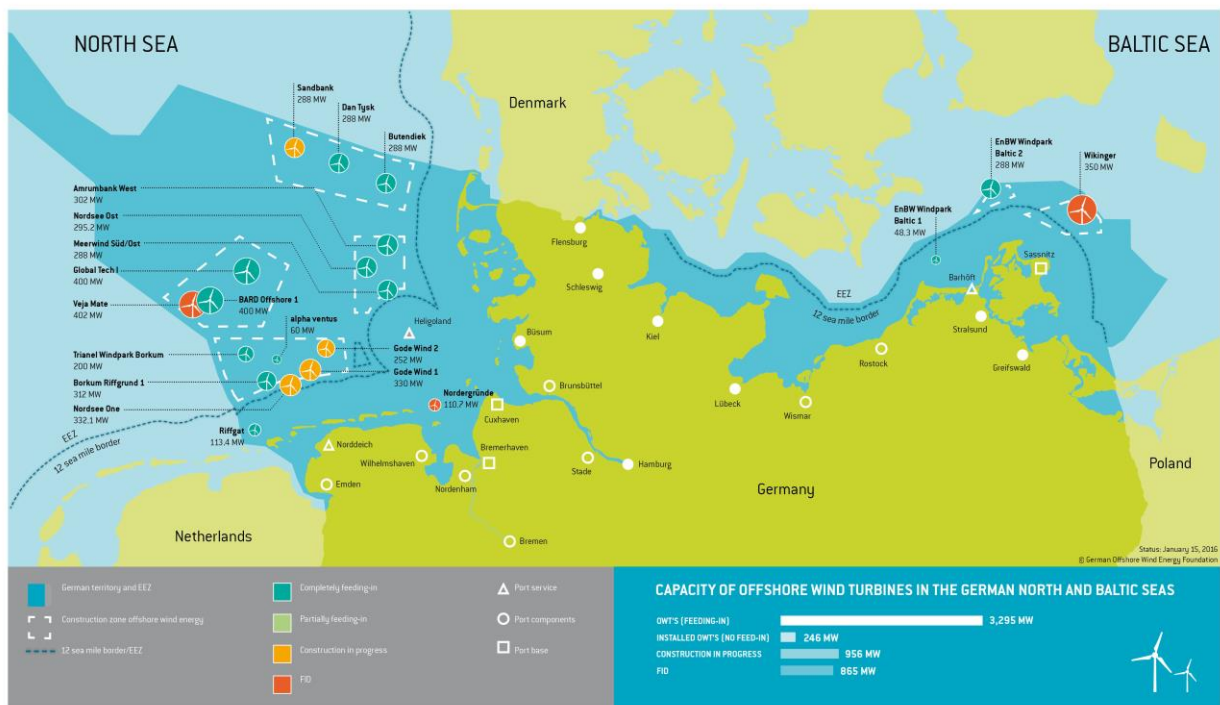 NORTH SEA
BALTIC SEA
Denmark
Sandbank
288 MW
Dan Tysk
288 MW
Butendiek
288 MW
Amrumbank West
302 MW
Nordsee Ost
295.2 MW
Meerwind Süd/Ost
288 MW
Global Tech I
400 MW
Veja Mate
402 MW
BARD Offshore 1
400 MW
alpha ventus
60 MW
Trianel Windpark Borkum
200 MW
Borkum Riffgrund 1
312 MW
Nordsee One
332.1 MW
Gode Wind 2
252 MW
Gode Wind 1
330 MW
Nordergründe
110.7 MW
Riffgat
113.4 MW
EEZ
12 sea mile border
Heligoland
EnBW Windpark
Baltic 2
288 MW
Wikinger
350 MW
EnBW Windpark
Baltic 1
48.3 MW
EEZ
12 sea mile border
Flensburg
Schleswig
Kiel
Büsum
Brunsbüttel
Cuxhaven
Bremerhaven
Norddeich
Wilhelmshaven
Emden
Nordenham
Stade
Hamburg
Bremen
Lübeck
Wismar
Rostock
Barhöft
Sassnitz
Stralsund
Greifswald
Germany
Netherlands
Poland
Status: January 15, 2016
© German Offshore Wind Energy Foundation
German territory and EEZ
Construction zone offshore wind energy
12 sea mile border/EEZ
Completely feeding-in
Partially feeding-in
Construction in progress
FID
Port service
Port components
Port base
CAPACITY OF OFFSHORE WIND TURBINES IN THE GERMAN NORTH AND BALTIC SEAS
OWT'S (FEEDING-IN) 3,295 MW
INSTALLED OWT'S (NO FEED-IN) 246 MW
CONSTRUCTION IN PROGRESS 956 MW
FID 865 MW